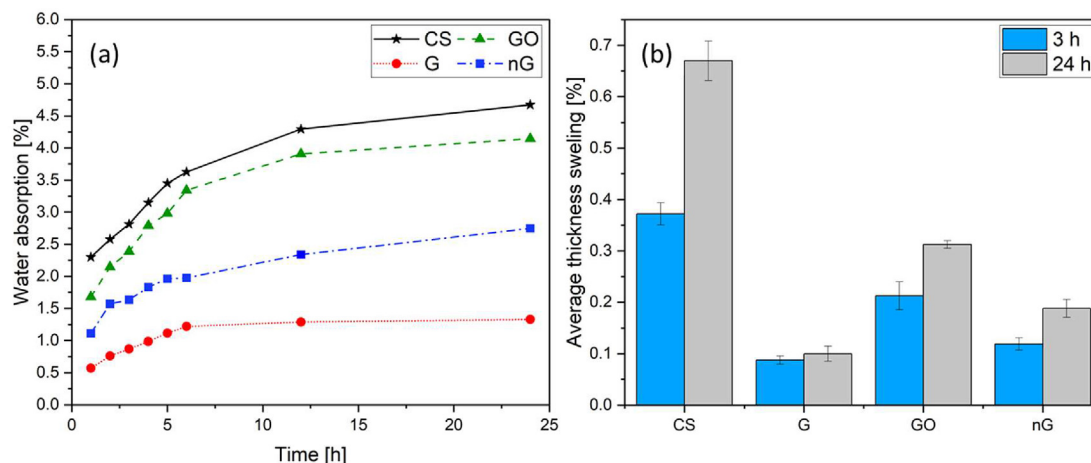 (a)
CS
GO
G
nG
6.0
5.5
5.0
4.5
4.0
3.5
3.0
2.5
2.0
1.5
1.0
0.5
0.0
Water absorption [%]
0
5
10
15
20
25
Time [h]
(b)
3 h
24 h
0.7
0.6
0.5
0.4
0.3
0.2
0.1
0.0
Average thickness sweling [%]
CS
G
GO
nG